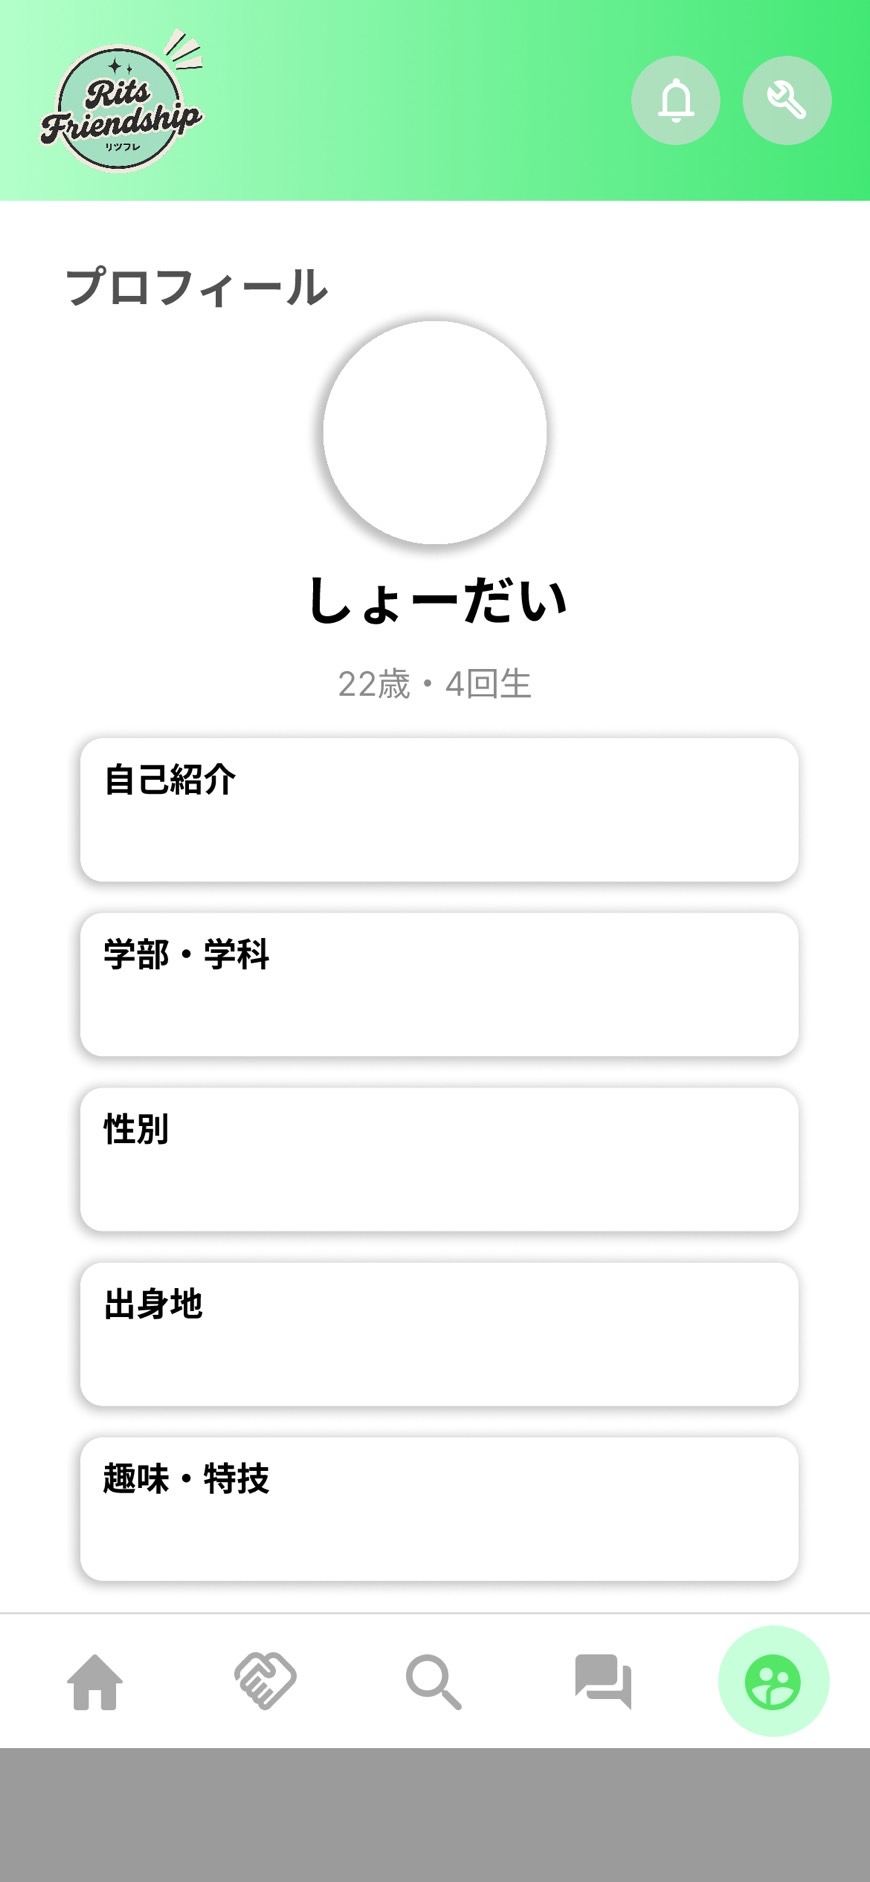 Rits
Friendship
リツフレ
プロフィール
しょーだい
22歳・4回生
自己紹介
学部・学科
性別
出身地
趣味・特技